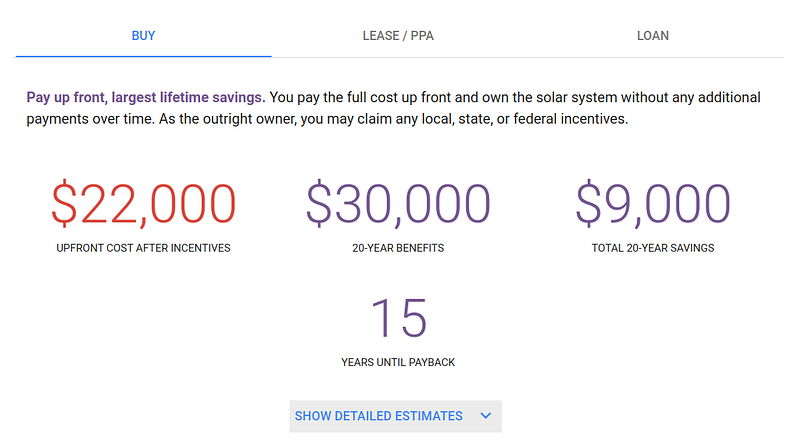 BUY
LEASE / PPA
LOAN
Pay up front, largest lifetime savings. You pay the full cost up front and own the solar system without any additional
payments over time. As the outright owner, you may claim any local, state, or federal incentives.
$22,000
$30,000
$9,000
UPFRONT COST AFTER INCENTIVES
20-YEAR BENEFITS
TOTAL 20-YEAR SAVINGS
15
YEARS UNTIL PAYBACK
SHOW DETAILED ESTIMATES